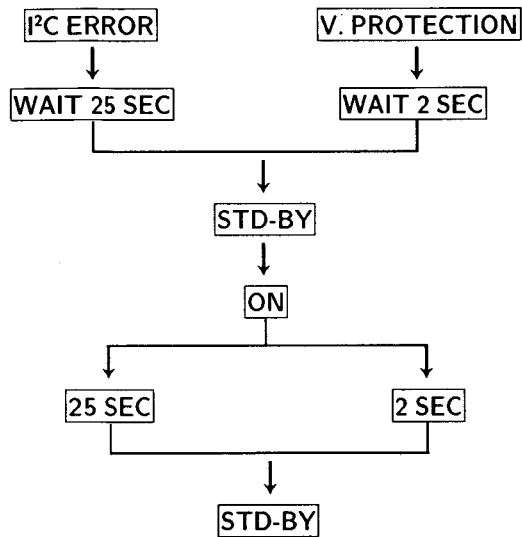 I²C ERROR
V. PROTECTION
WAIT 25 SEC
WAIT 2 SEC
STD-BY
ON
25 SEC
2 SEC
STD-BY